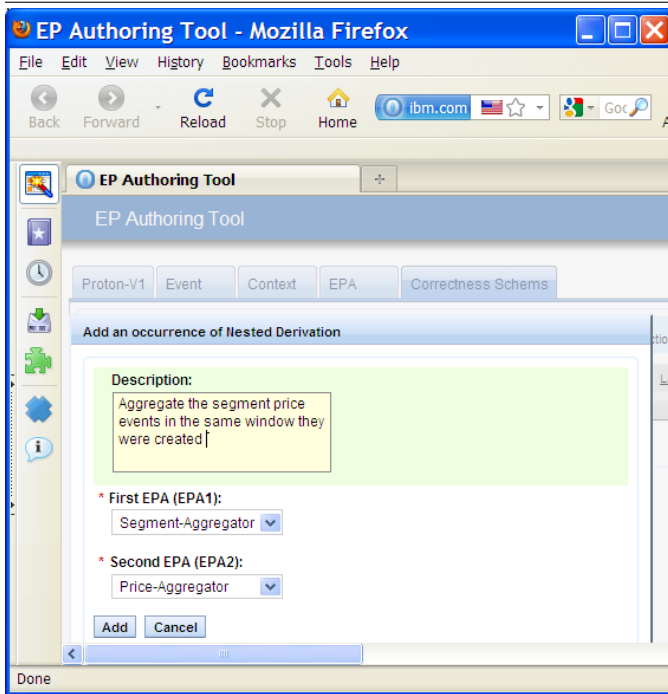 EP Authoring Tool - Mozilla Firefox
File Edit View History Bookmarks Tools Help
Back Forward Reload Stop Home ibm.com Goo
EP Authoring Tool
EP Authoring Tool
Proton-V1 Event Context EPA Correctness Schems
Add an occurrence of Nested Derivation
Description:
Aggregate the segment price
events in the same window they
were created
* First EPA (EPA1):
Segment-Aggregator
* Second EPA (EPA2):
Price-Aggregator
Add Cancel
Done